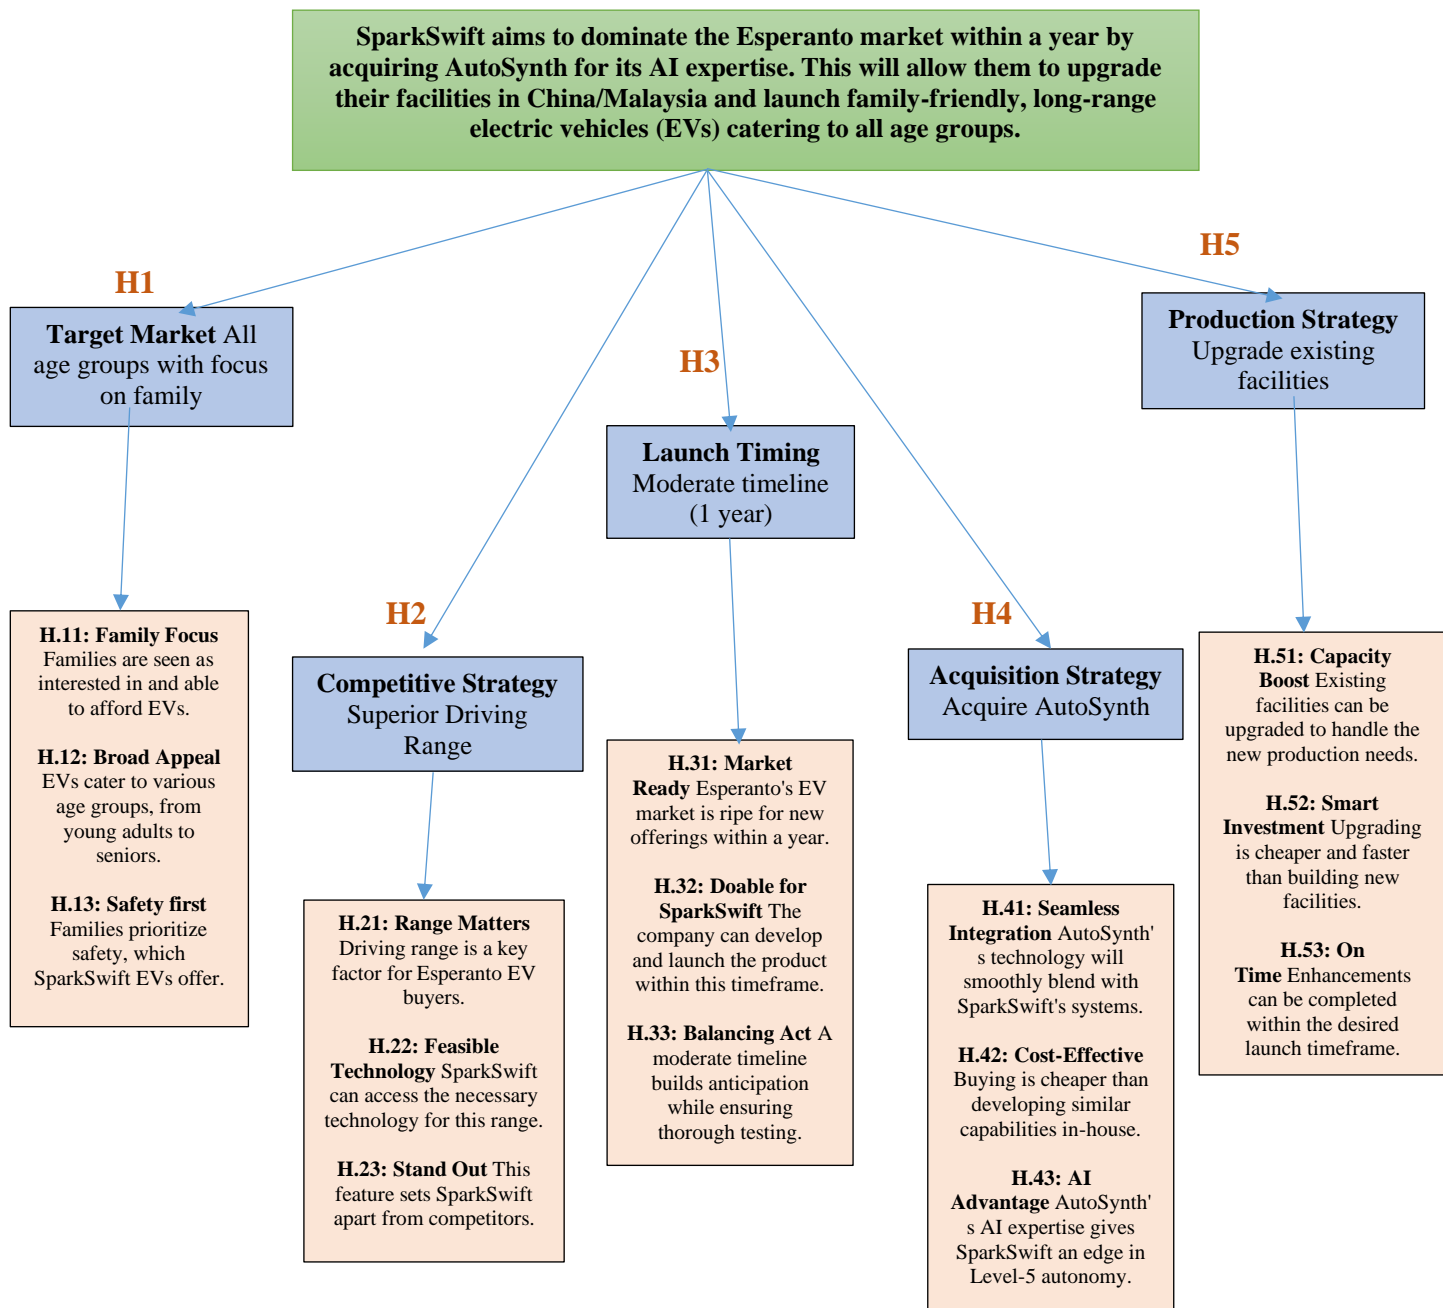 SparkSwift aims to dominate the Esperanto market within a year by
acquiring AutoSynth for its AI expertise. This will allow them to upgrade
their facilities in China/Malaysia and launch family-friendly, long-range
electric vehicles (EVs) catering to all age groups.
H1
Target Market All
age groups with focus
on family
H.11: Family Focus
Families are seen as
interested in and able
to afford EVs.
H.12: Broad Appeal
EVs cater to various
age groups, from
young adults to
seniors.
H.13: Safety first
Families prioritize
safety, which
SparkSwift EVs offer.
H2
Competitive Strategy
Superior Driving
Range
H.21: Range Matters
Driving range is a key
factor for Esperanto EV
buyers.
H.22: Feasible
Technology SparkSwift
can access the necessary
technology for this range.
H.23: Stand Out This
feature sets SparkSwift
apart from competitors.
H3
Launch Timing
Moderate timeline
(1 year)
H.31: Market
Ready Esperanto's EV
market is ripe for new
offerings within a year.
H.32: Doable for
SparkSwift The
company can develop
and launch the product
within this timeframe.
H.33: Balancing Act A
moderate timeline
builds anticipation
while ensuring
thorough testing.
H4
Acquisition Strategy
Acquire AutoSynth
H.41: Seamless
Integration AutoSynth'
s technology will
smoothly blend with
SparkSwift's systems.
H.42: Cost-Effective
Buying is cheaper than
developing similar
capabilities in-house.
H.43: AI
Advantage AutoSynth'
s AI expertise gives
SparkSwift an edge in
Level-5 autonomy.
H5
Production Strategy
Upgrade existing
facilities
H.51: Capacity
Boost Existing
facilities can be
upgraded to handle the
new production needs.
H.52: Smart
Investment Upgrading
is cheaper and faster
than building new
facilities.
H.53: On
Time Enhancements
can be completed
within the desired
launch timeframe.